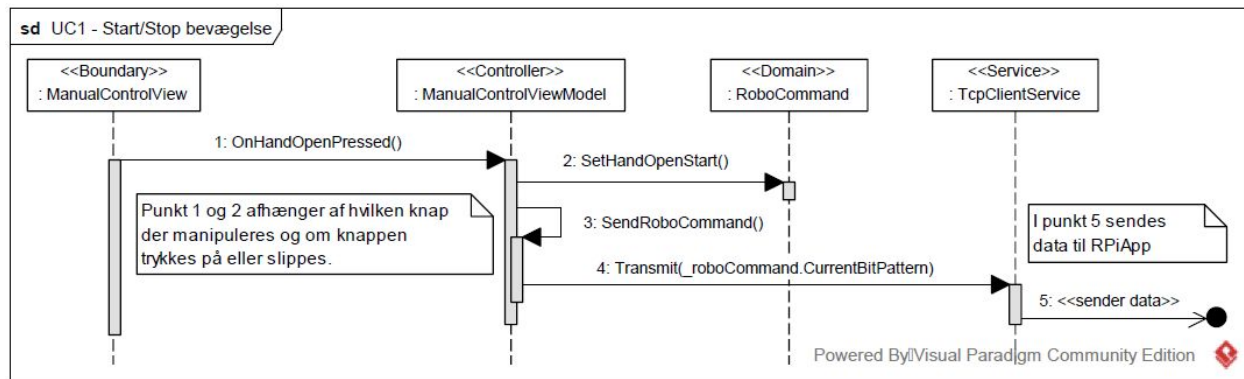 sd UC1 - Start/Stop bevægelse
<<Boundary>>
: ManualControlView
<<Controller>>
: ManualControlViewModel
<<Domain>>
: RoboCommand
<<Service>>
: TcpClientService
1: OnHandOpenPressed()
2: SetHandOpenStart()
Punkt 1 og 2 afhænger af hvilken knap
der manipuleres og om knappen
trykkes på eller slippes.
3: SendRoboCommand()
I punkt 5 sendes
data til RPiApp
4: Transmit(_roboCommand.CurrentBitPattern)
5: <<sender data>>
Powered By▯Visual Paradigm Community Edition